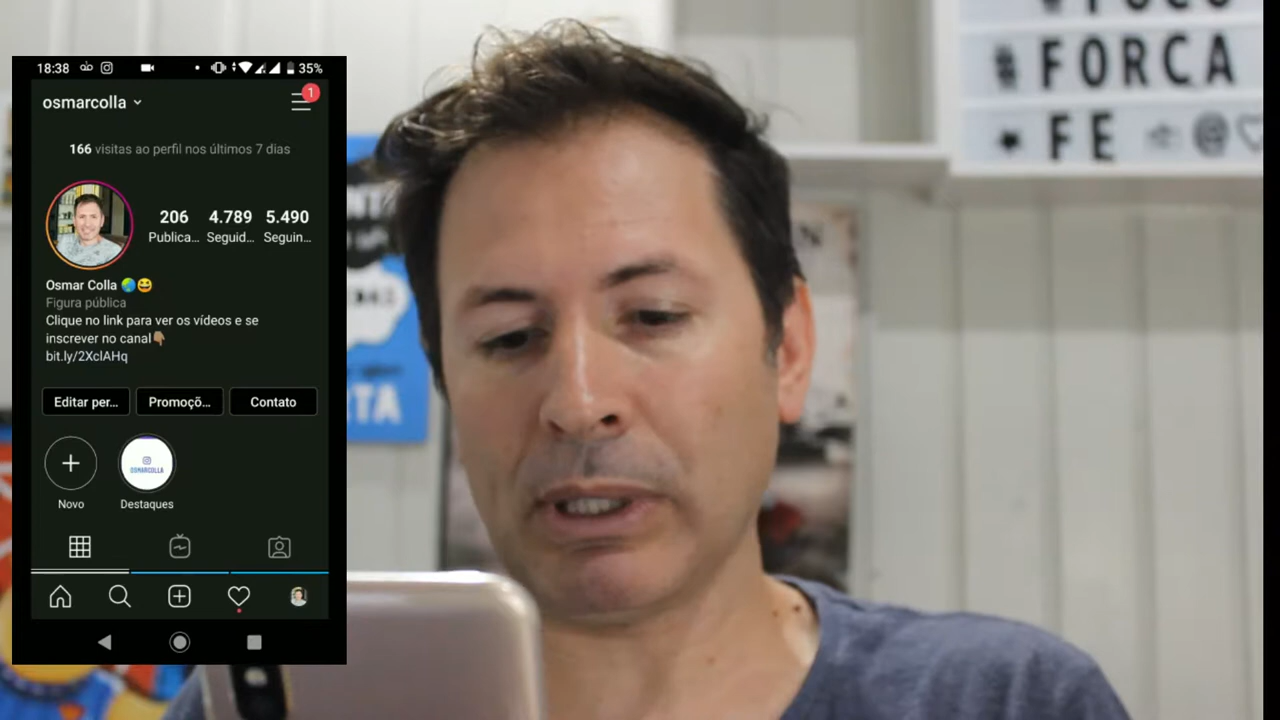 18:38
35%
osmarcolla
1
166 visitas ao perfil nos últimos 7 dias
206 4.789 5.490
Publica... Seguid... Seguin...
Osmar Colla 🌏😆
Figura pública
Clique no link para ver os vídeos e se
inscrever no canal👇🏽
bit.ly/2XclAHq
Editar per... Promoçõ... Contato
OSMARCOLLA
Novo Destaques
# FORCA
FE @